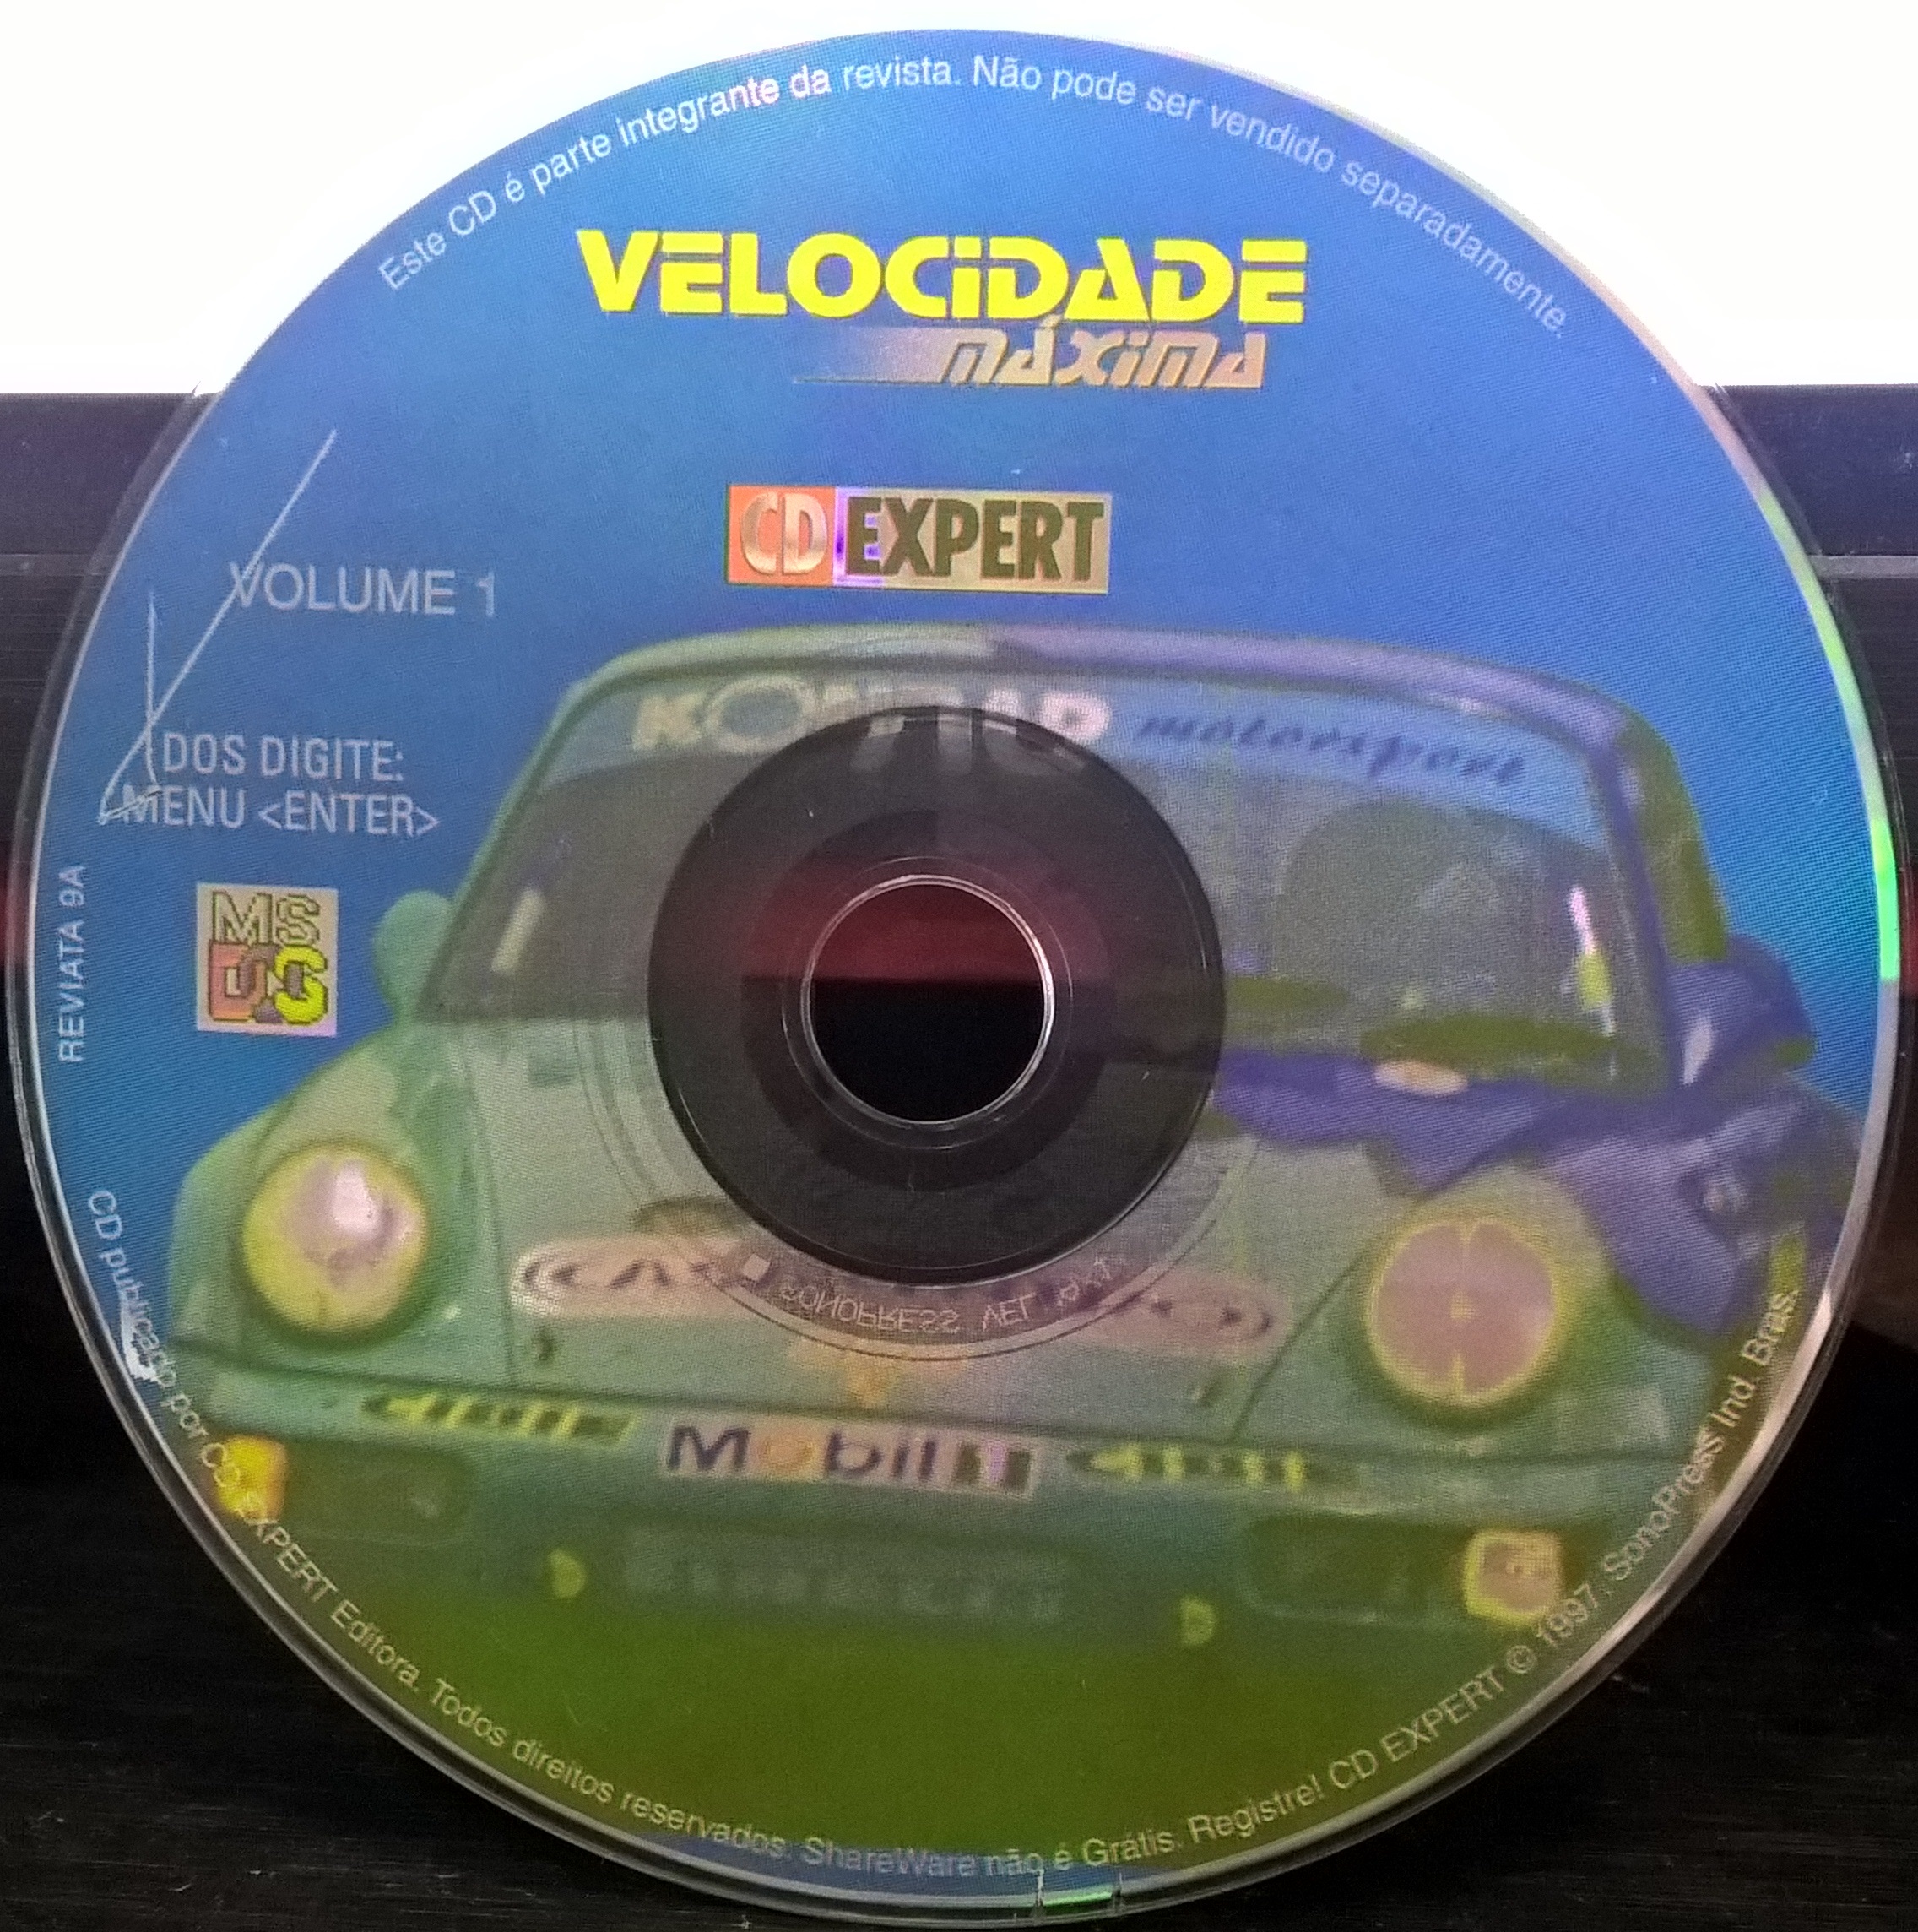 Este CD é parte integrante da revista. Não pode ser vendido separadamente.
VELOCIDADE
MÁXIMA
CD EXPERT
VOLUME 1
KONRAD motorsport
DOS DIGITE:
MENU <ENTER>
REVIATA 9A
MS
DOS
SONOPRESS
Mobil 1
CD publicado por CD EXPERT Editora. Todos direitos reservados. ShareWare não é Grátis. Registre! CD EXPERT © 1997. SonoPress Ind. Bras.